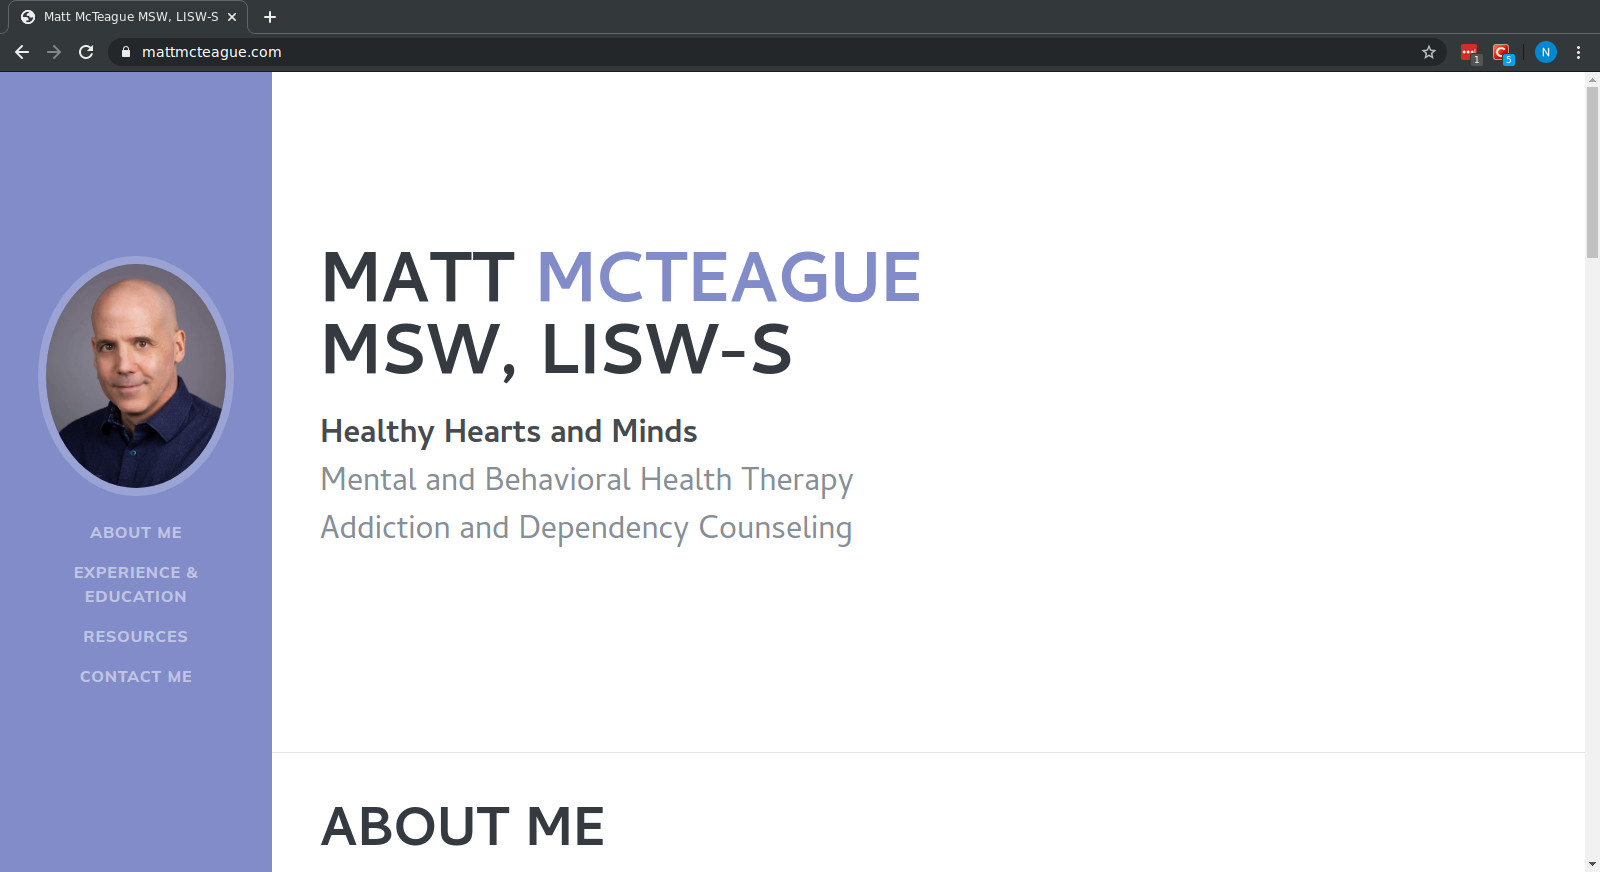 Matt McTeague MSW, LISW-S
mattmcteague.com
1
5
N
ABOUT ME
EXPERIENCE &
EDUCATION
RESOURCES
CONTACT ME
MATT MCTEAGUE
MSW, LISW-S
Healthy Hearts and Minds
Mental and Behavioral Health Therapy
Addiction and Dependency Counseling
ABOUT ME